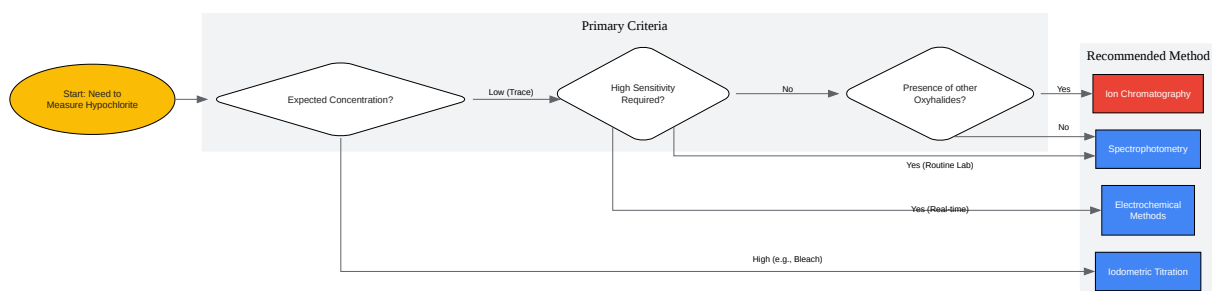 Primary Criteria
Start: Need to
Measure Hypochlorite
Expected Concentration?
Low (Trace)
High Sensitivity
Required?
No
Presence of other
Oxyhalides?
Yes
No
Yes (Routine Lab)
Yes (Real-time)
High (e.g., Bleach)
Recommended Method
Ion Chromatography
Spectrophotometry
Electrochemical
Methods
Iodometric Titration